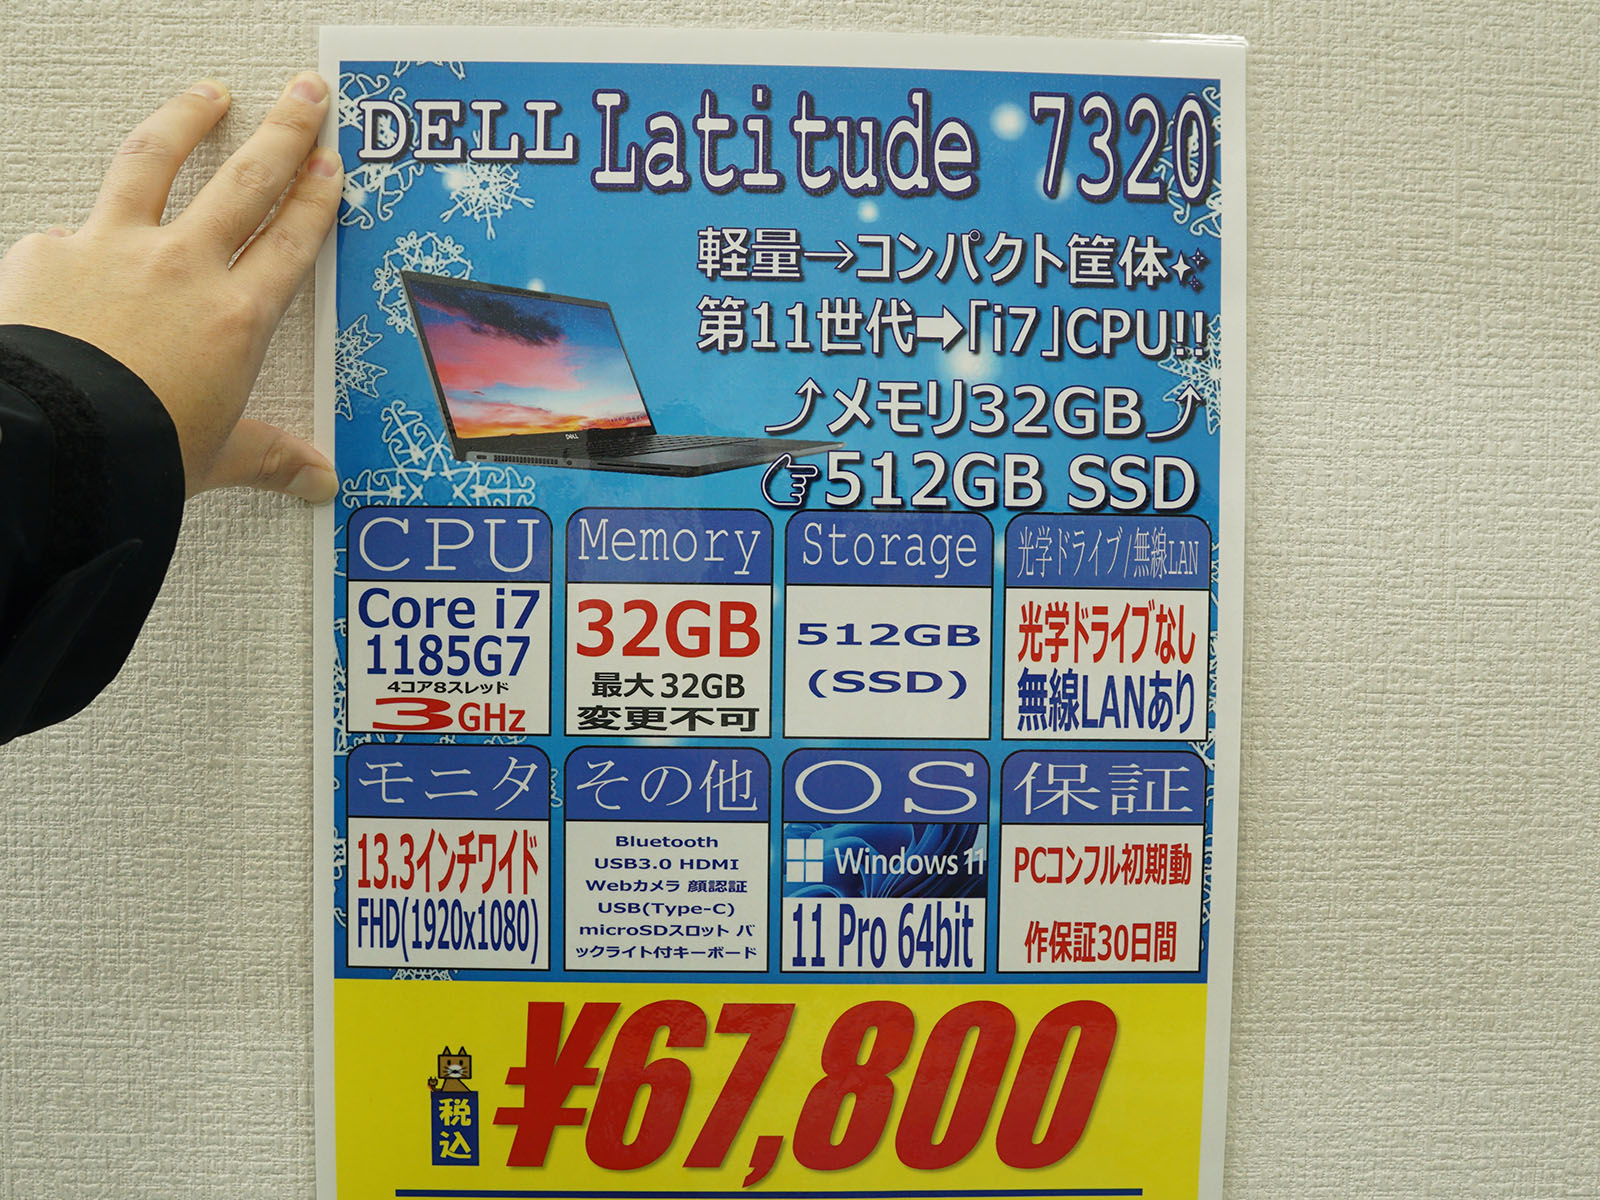 DELL Latitude 7320
軽量→コンパクト筐体
第11世代➡「i7」CPU!!
⤴メモリ32GB⤴
☞512GB SSD
DELL
CPU
Core i7
1185G7
4コア8スレッド
3GHz
Memory
32GB
最大 32GB
変更不可
Storage
512GB
(SSD)
光学ドライブ/無線LAN
光学ドライブなし
無線LANあり
モニタ
13.3インチワイド
FHD(1920x1080)
その他
Bluetooth
USB3.0 HDMI
Webカメラ 顔認証
USB(Type-C)
microSDスロット バ
ックライト付キーボード
OS
Windows 11
11 Pro 64bit
保証
PCコンフル初期動
作保証30日間
税込
¥67,800